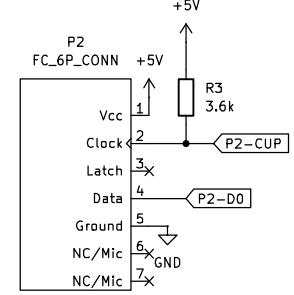 +5V
P2
FC_6P_CONN
+5V
R3
3.6k
Vcc 1
Clock 2
P2-CUP
Latch 3
Data 4
P2-D0
Ground 5
NC/Mic 6
GND
NC/Mic 7